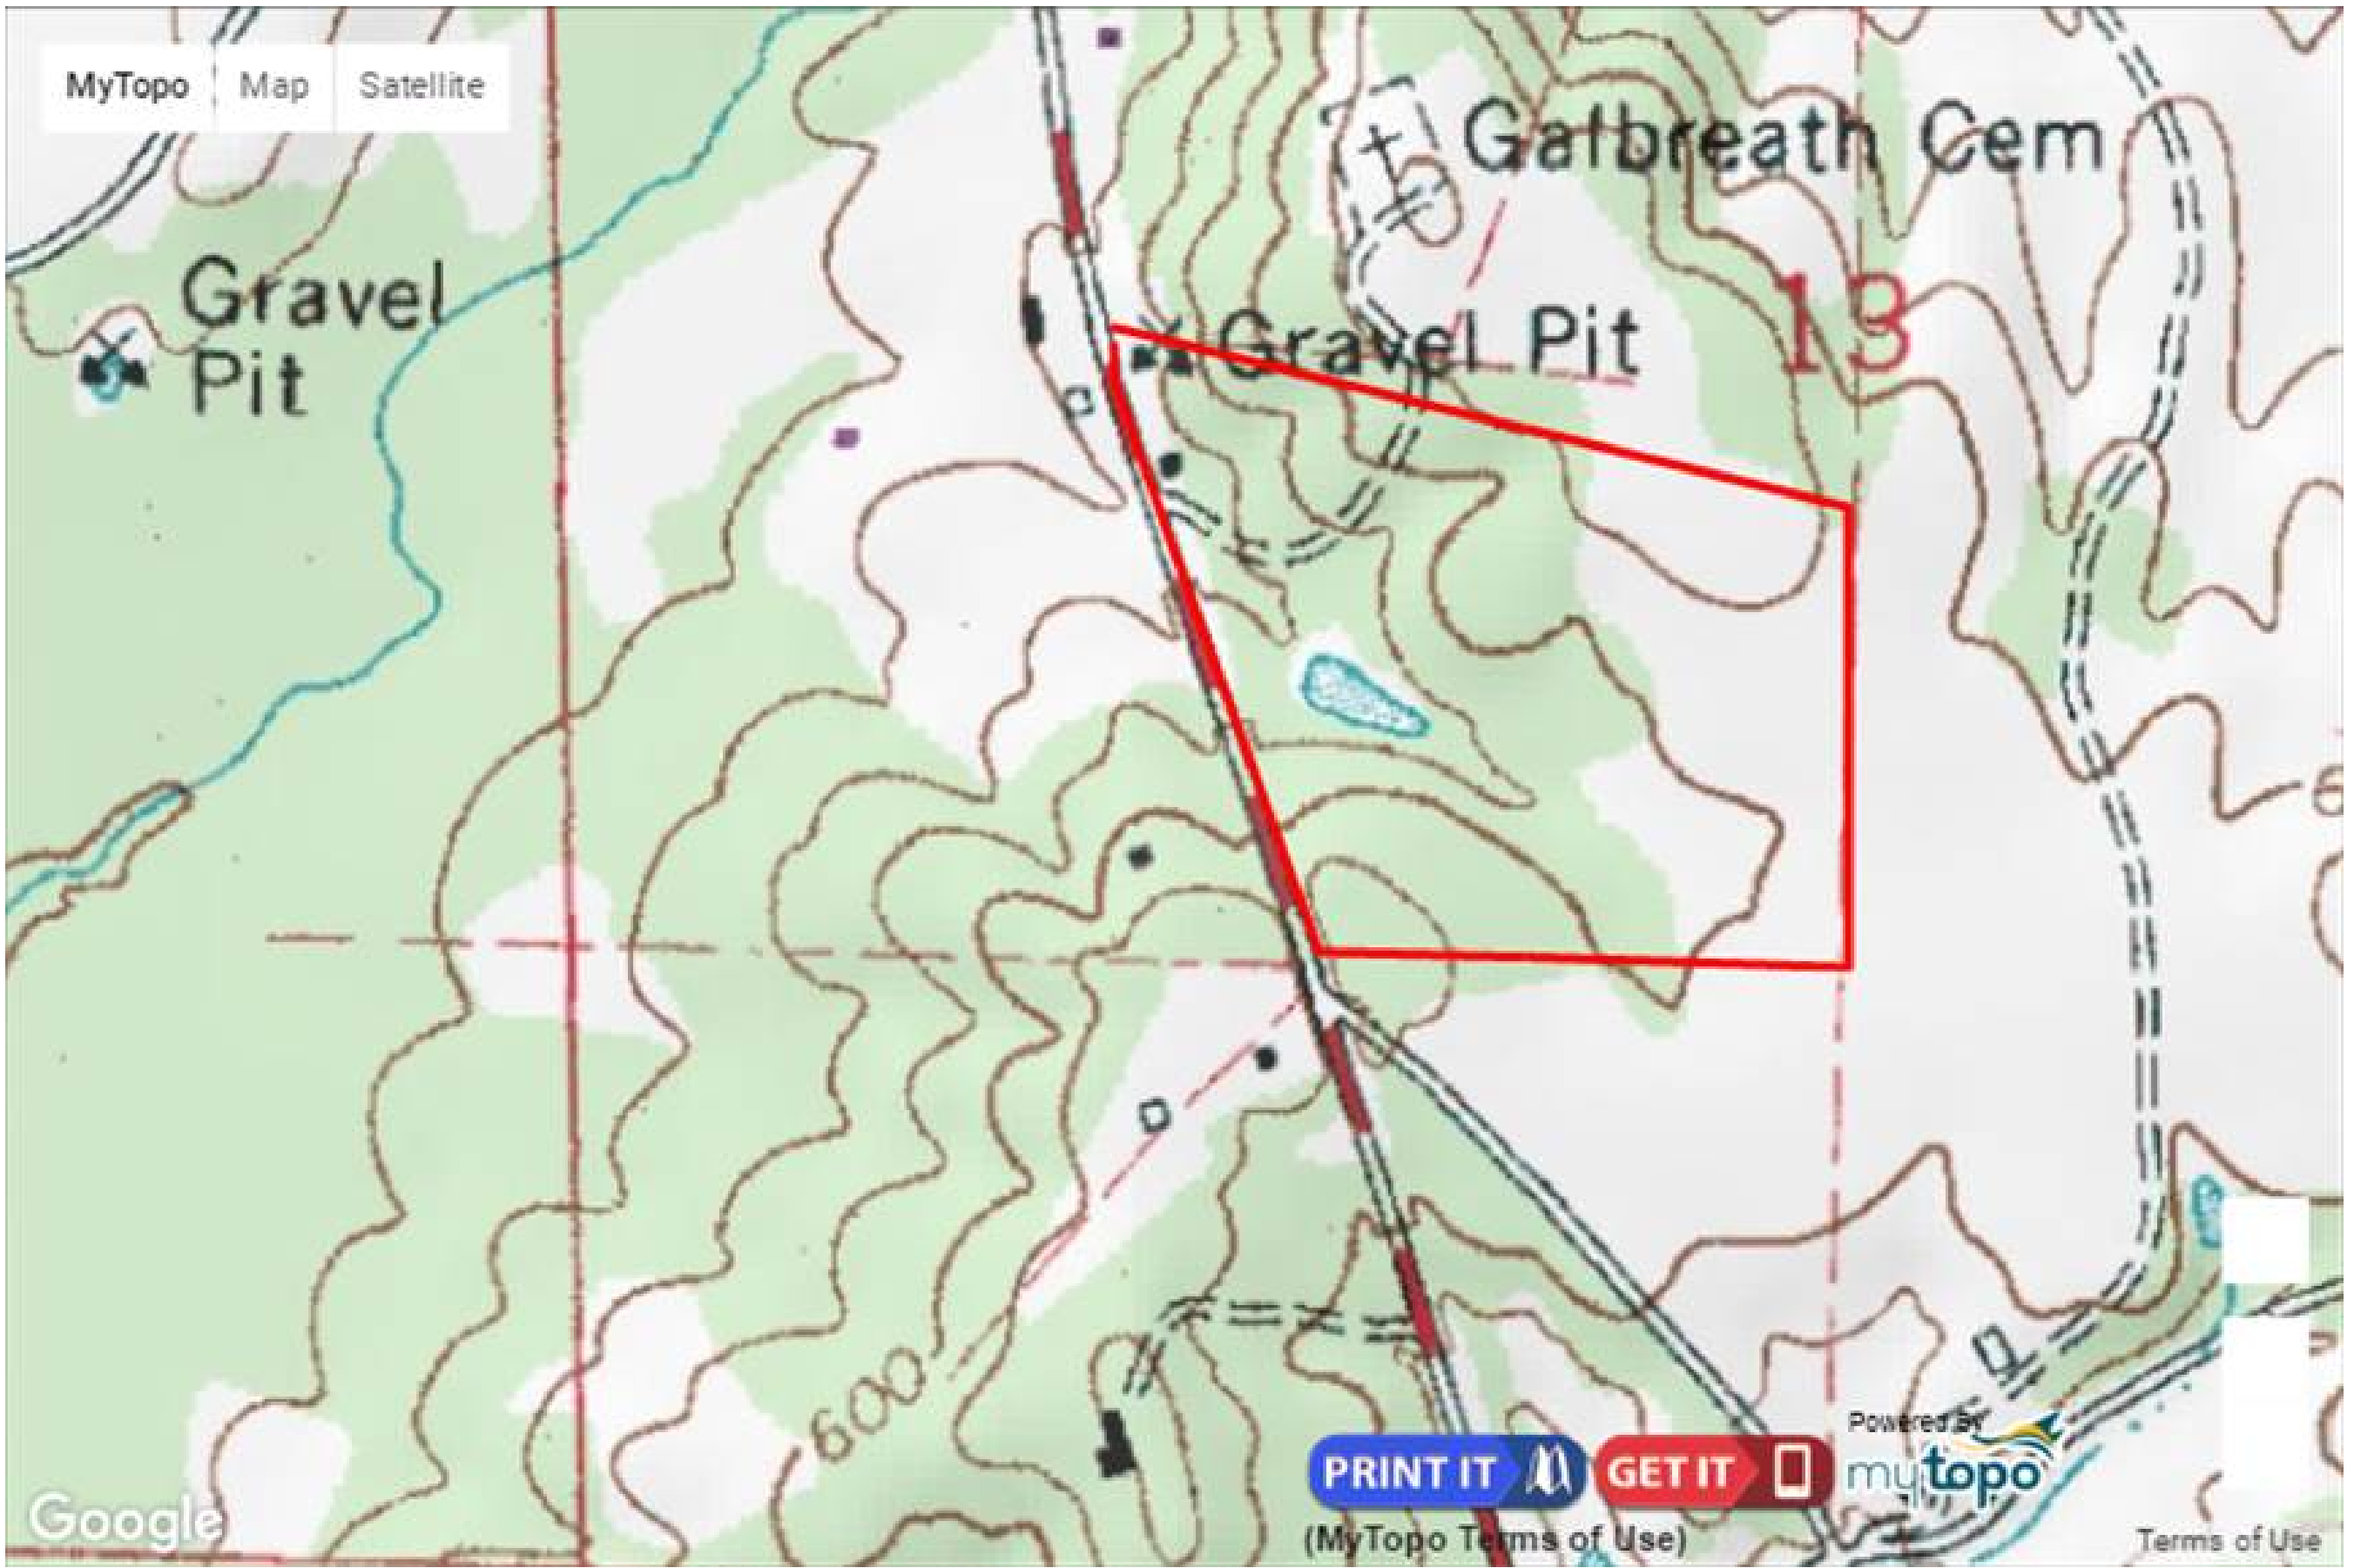 MyTopo Map Satellite
Galbreath Cem
Gravel
Pit
Gravel Pit
13
6
600
Powered By
mytopo
PRINT IT GET IT
Google
(MyTopo Terms of Use)
Terms of Use